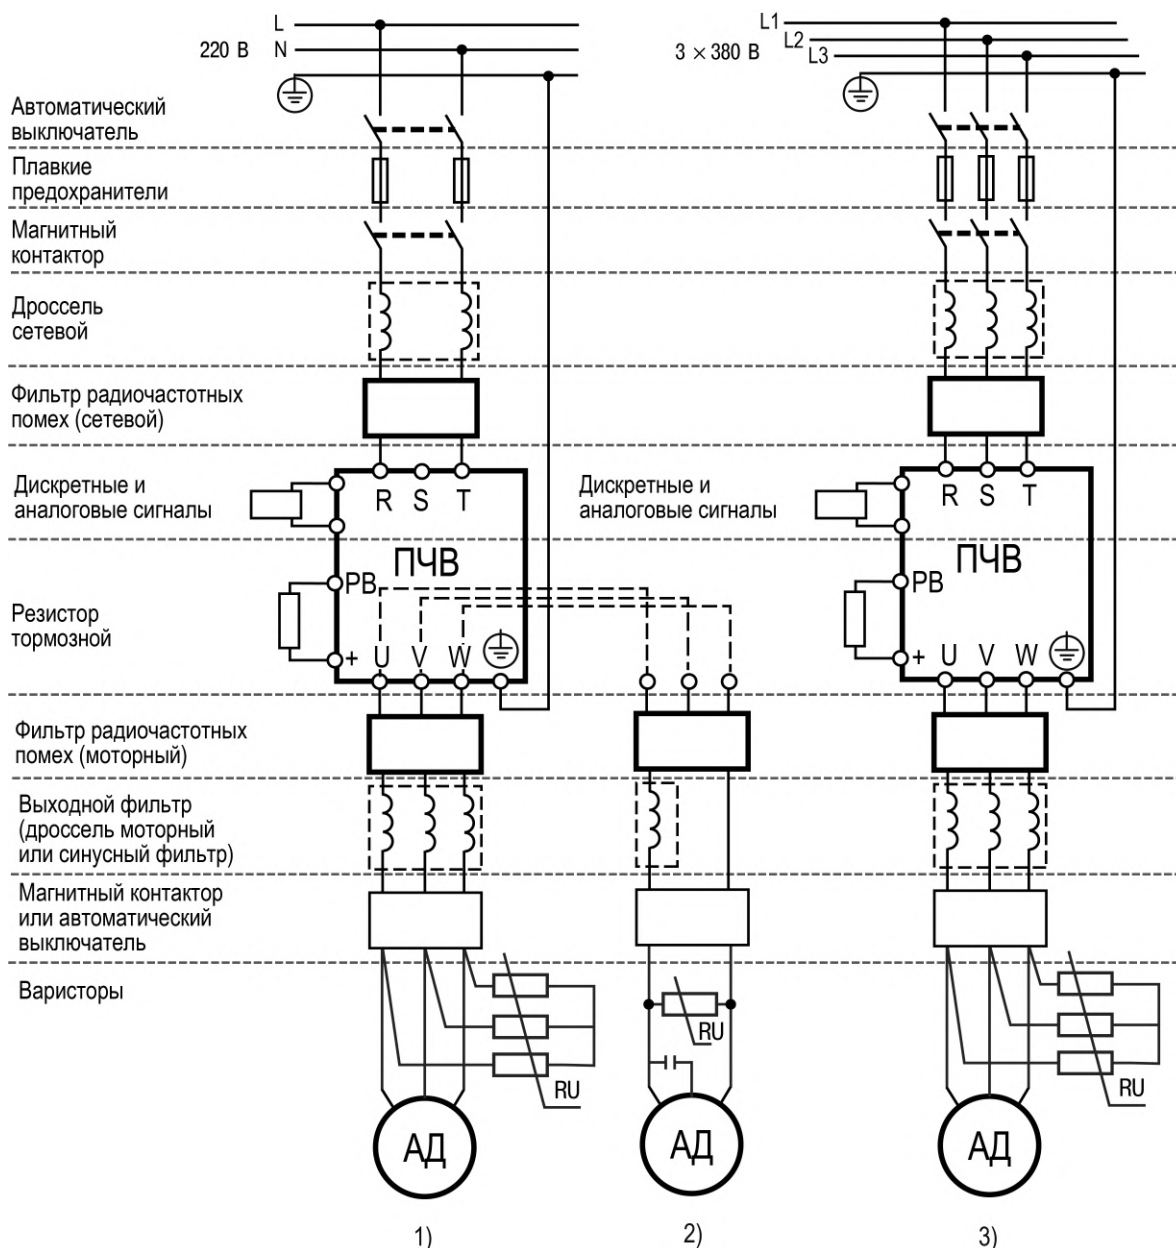 L
220 В
N
L1
L2
3 × 380 В
L3
Автоматический
выключатель
Плавкие
предохранители
Магнитный
контактор
Дроссель
сетевой
Фильтр радиочастотных
помех (сетевой)
Дискретные и
аналоговые сигналы
R S T
Дискретные и
аналоговые сигналы
R S T
ПЧВ
ПЧВ
PB
PB
Резистор
тормозной
+ U V W
+ U V W
Фильтр радиочастотных
помех (моторный)
Выходной фильтр
(дроссель моторный
или синусный фильтр)
Магнитный контактор
или автоматический
выключатель
Варисторы
RU
RU
RU
АД
АД
АД
1)
2)
3)